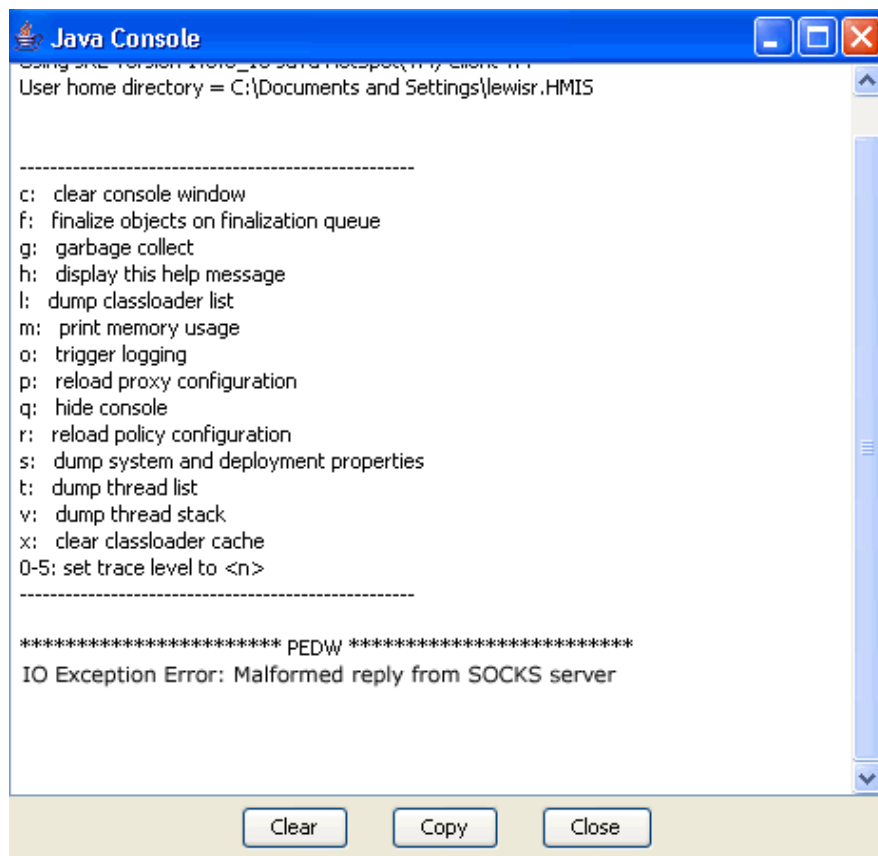 Java Console
User home directory = C:\Documents and Settings\lewisr.HMIS
----------------------------------------------------
c: clear console window
f: finalize objects on finalization queue
g: garbage collect
h: display this help message
l: dump classloader list
m: print memory usage
o: trigger logging
p: reload proxy configuration
q: hide console
r: reload policy configuration
s: dump system and deployment properties
t: dump thread list
v: dump thread stack
x: clear classloader cache
0-5: set trace level to <n>
----------------------------------------------------
*********************** PEDW *************************
IO Exception Error: Malformed reply from SOCKS server
Clear Copy Close